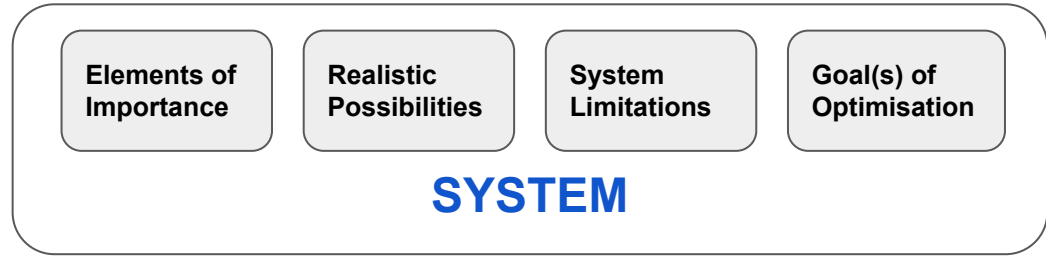 Elements of
Importance
Realistic
Possibilities
System
Limitations
Goal(s) of
Optimisation
SYSTEM